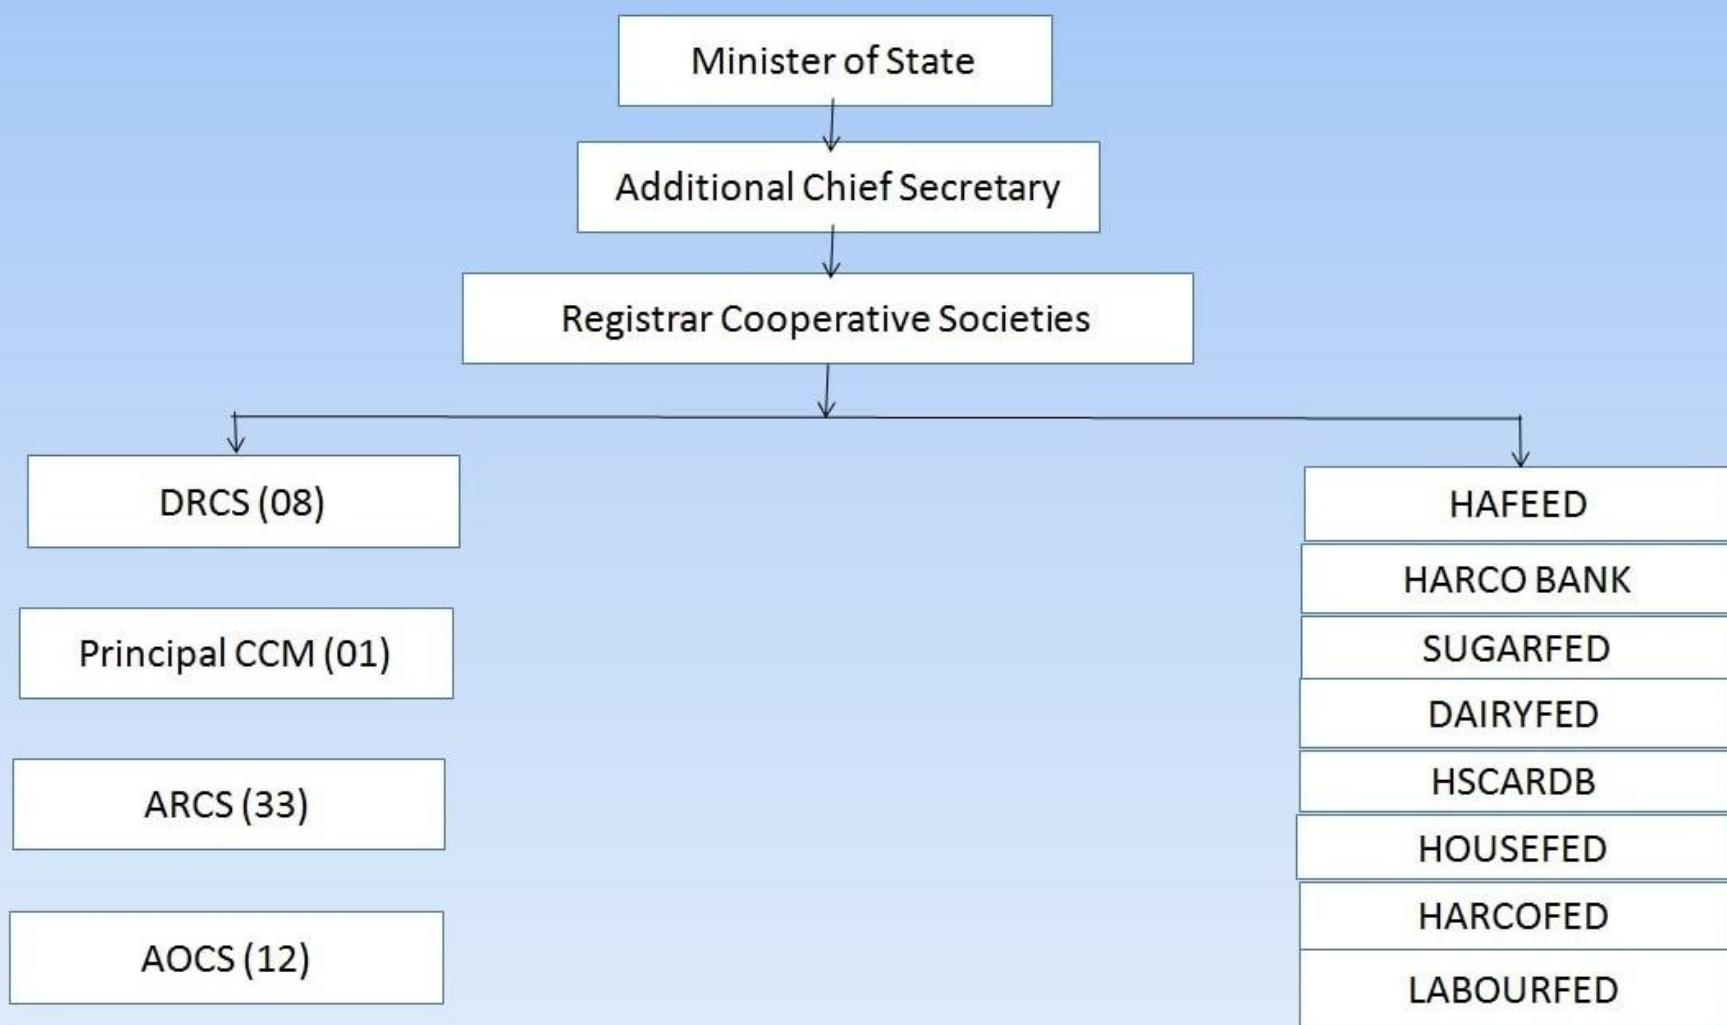 Minister of State
Additional Chief Secretary
Registrar Cooperative Societies
DRCS (08)
Principal CCM (01)
ARCS (33)
AOCS (12)
HAFEED
HARCO BANK
SUGARFED
DAIRYFED
HSCARDB
HOUSEFED
HARCOFED
LABOURFED